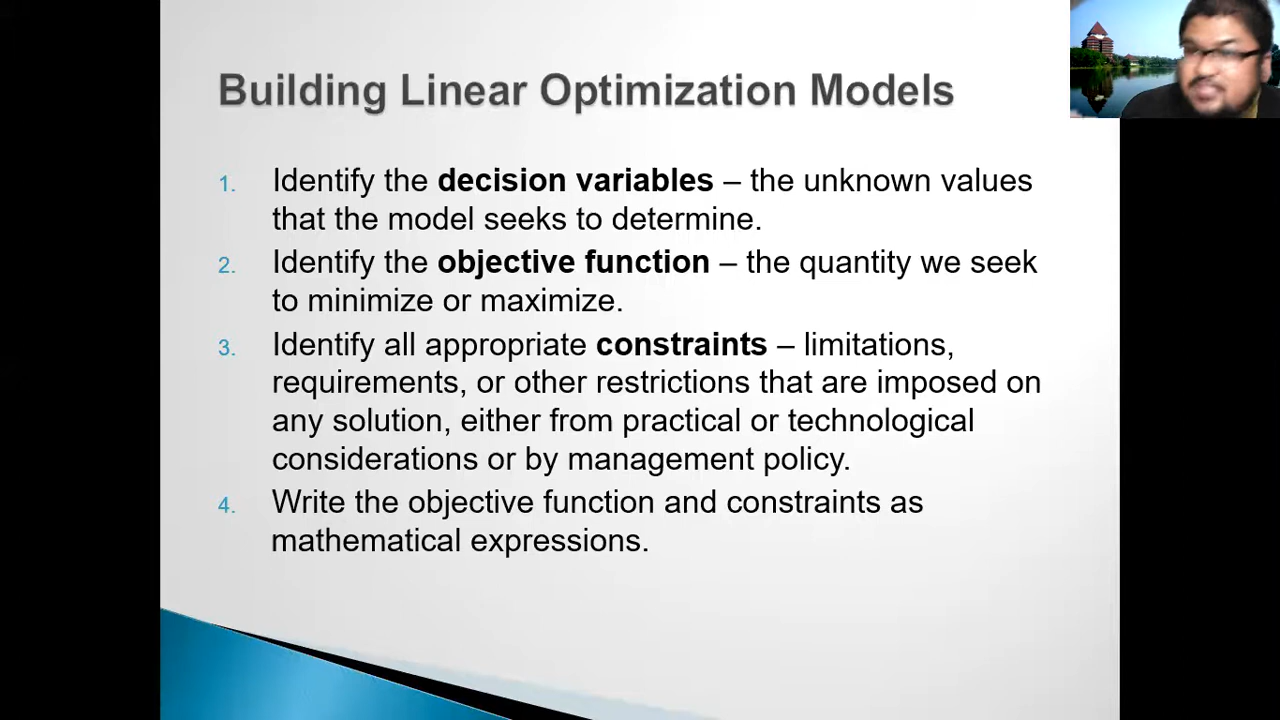 Building Linear Optimization Models
1. Identify the decision variables – the unknown values
that the model seeks to determine.
2. Identify the objective function – the quantity we seek
to minimize or maximize.
3. Identify all appropriate constraints – limitations,
requirements, or other restrictions that are imposed on
any solution, either from practical or technological
considerations or by management policy.
4. Write the objective function and constraints as
mathematical expressions.